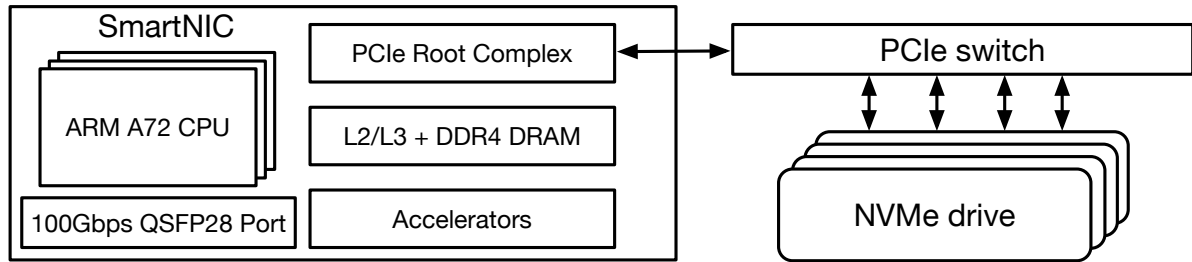 SmartNIC
ARM A72 CPU
100Gbps QSFP28 Port
PCIe Root Complex
L2/L3 + DDR4 DRAM
Accelerators
PCIe switch
NVMe drive